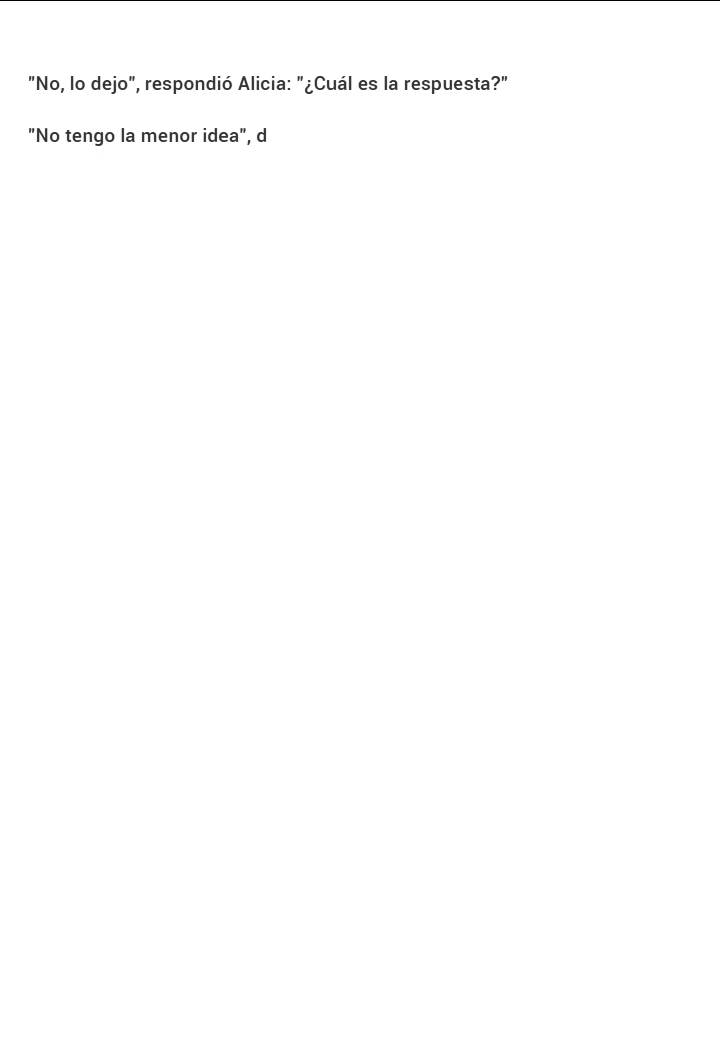 "No, lo dejo", respondió Alicia: "¿Cuál es la respuesta?"
"No tengo la menor idea", d